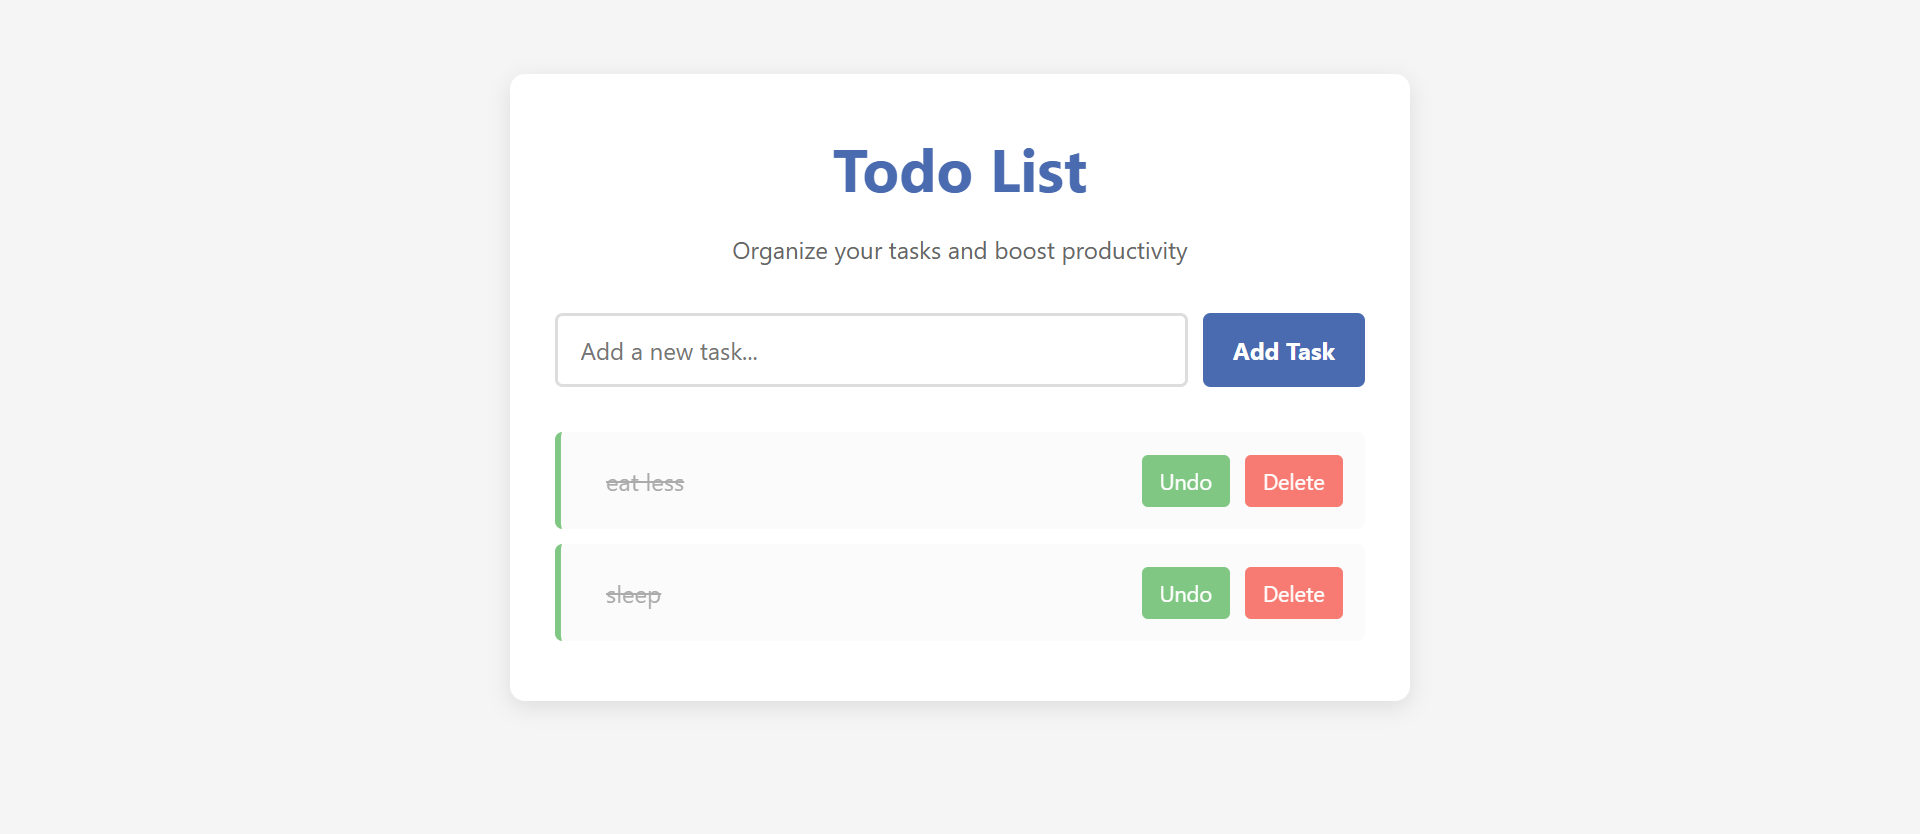 Todo List
Organize your tasks and boost productivity
Add a new task... Add Task
eat less Undo Delete
sleep Undo Delete